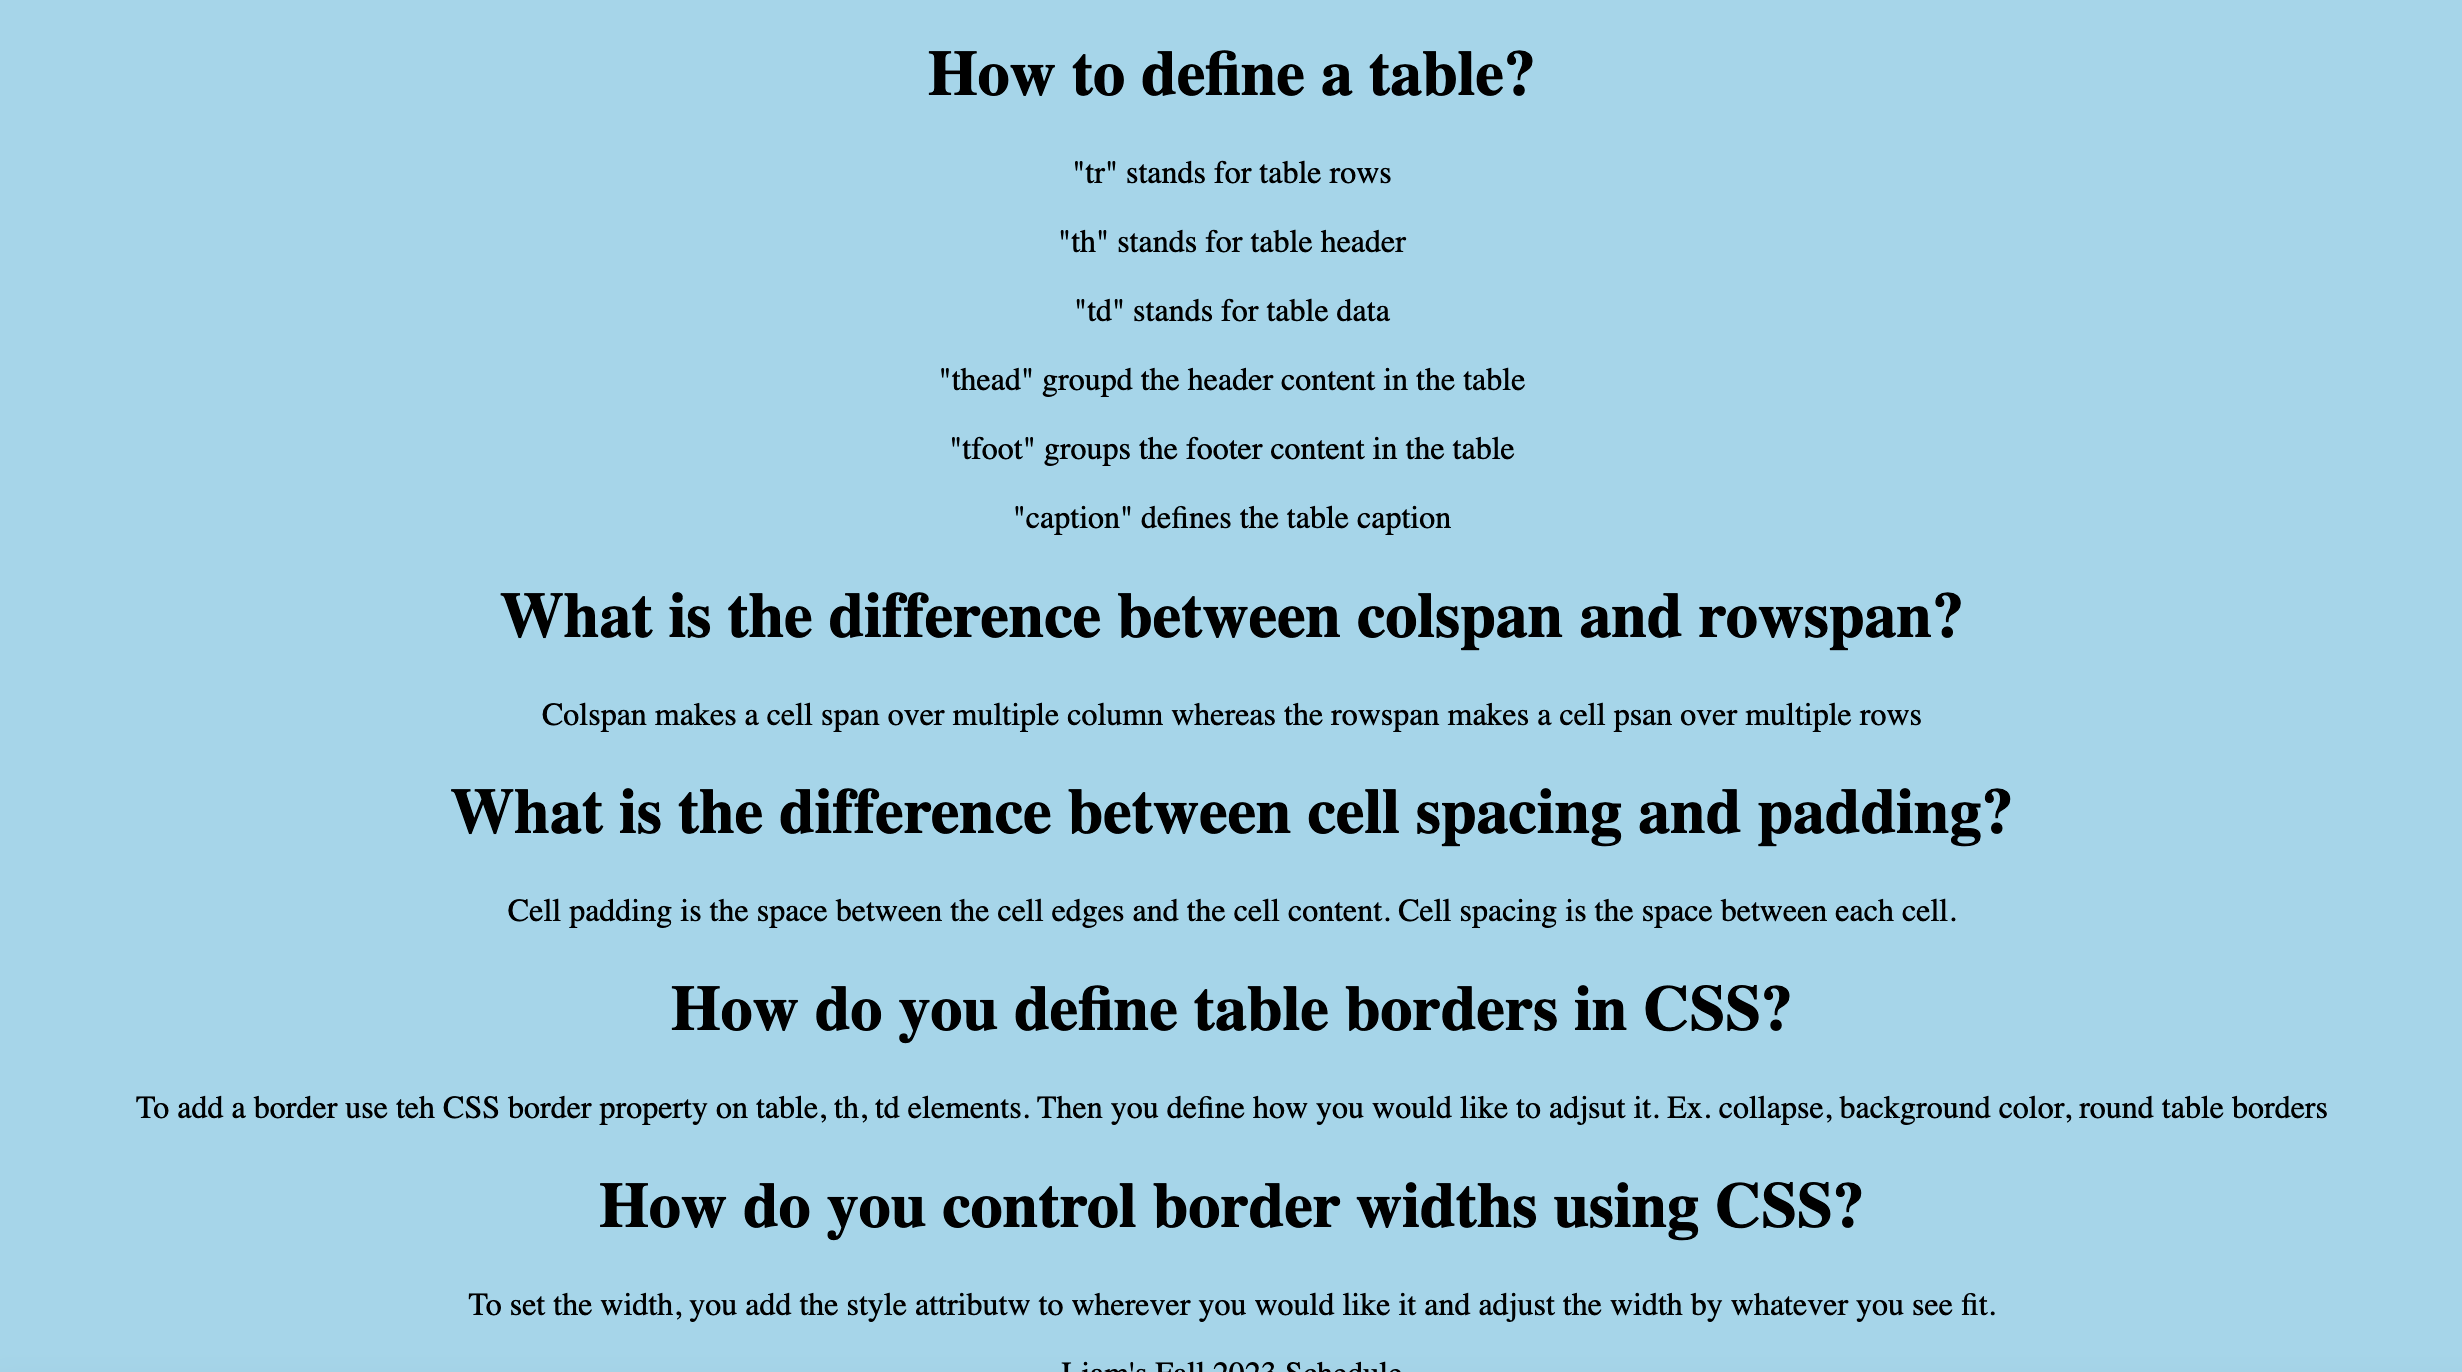 How to define a table?
"tr" stands for table rows
"th" stands for table header
"td" stands for table data
"thead" groupd the header content in the table
"tfoot" groups the footer content in the table
"caption" defines the table caption
What is the difference between colspan and rowspan?
Colspan makes a cell span over multiple column whereas the rowspan makes a cell psan over multiple rows
What is the difference between cell spacing and padding?
Cell padding is the space between the cell edges and the cell content. Cell spacing is the space between each cell.
How do you define table borders in CSS?
To add a border use teh CSS border property on table, th, td elements. Then you define how you would like to adjsut it. Ex. collapse, background color, round table borders
How do you control border widths using CSS?
To set the width, you add the style attributw to wherever you would like it and adjust the width by whatever you see fit.
Liam's Fall 2023 Schedule